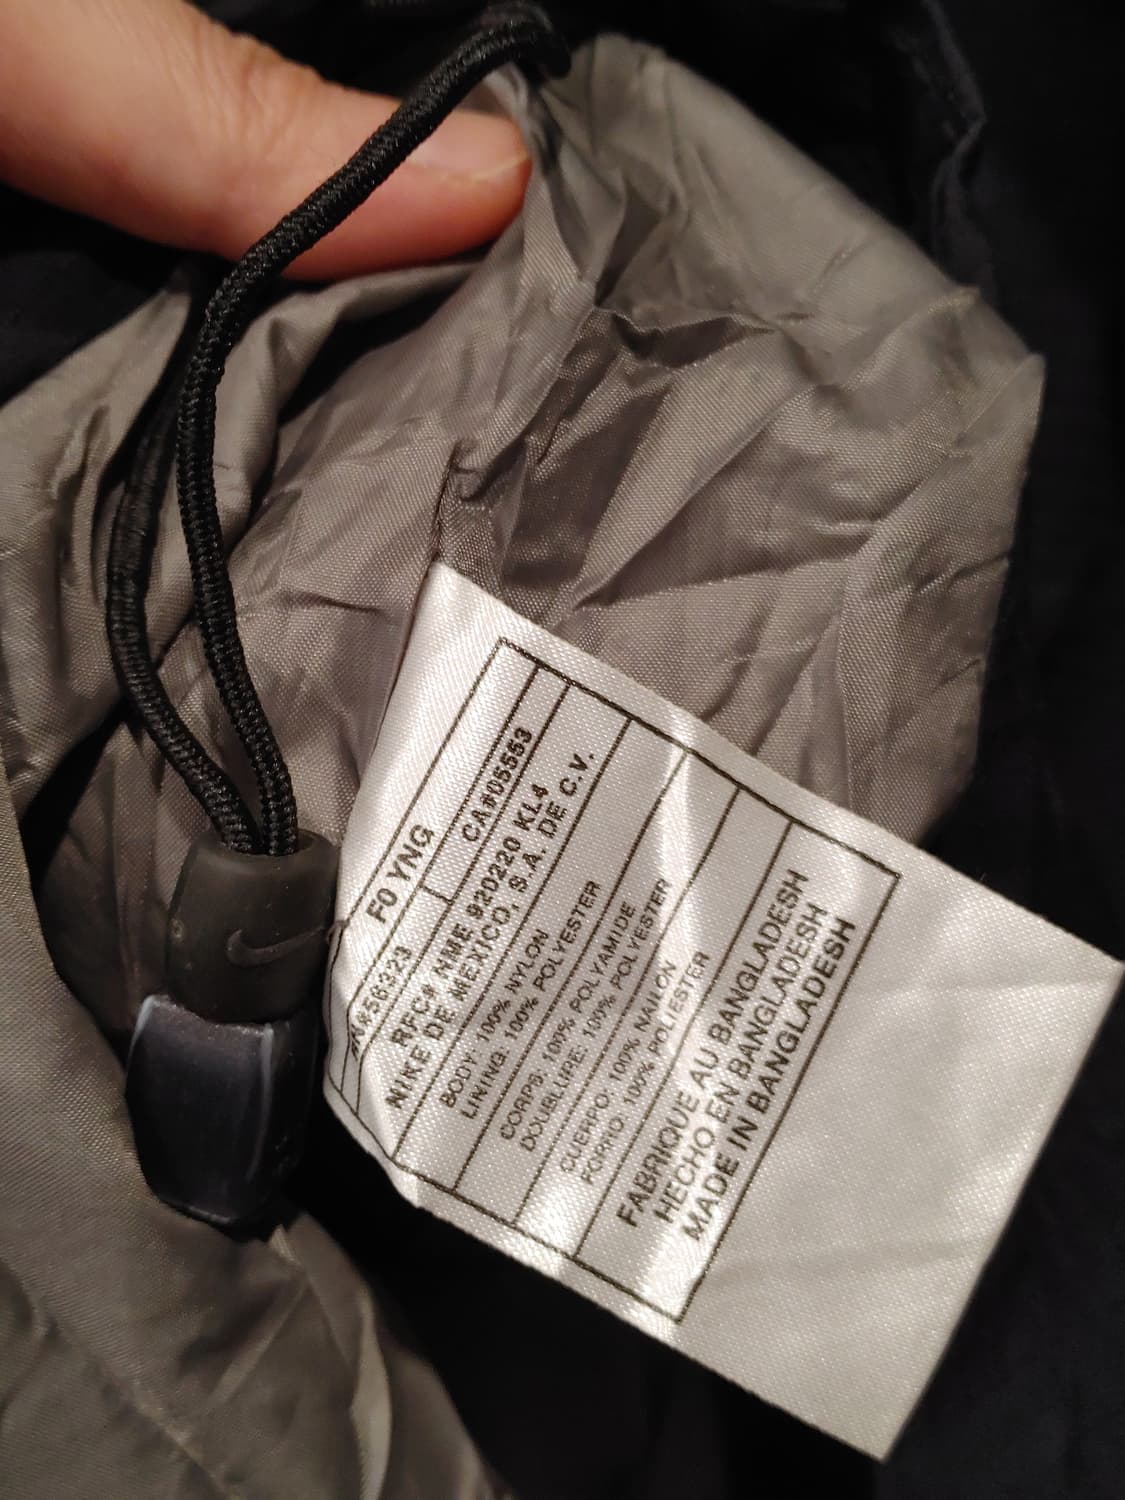 F0 YNG
RN#56323 CA#05553
RFC# NME 920220 KL4
NIKE DE MEXICO, S.A. DE C.V.
BODY: 100% NYLON
LINING: 100% POLYESTER
CORPS: 100% POLYAMIDE
DOUBLURE: 100% POLYESTER
CUERPO: 100% NAILON
FORRO: 100% POLIESTER
FABRIQUE AU BANGLADESH
HECHO EN BANGLADESH
MADE IN BANGLADESH